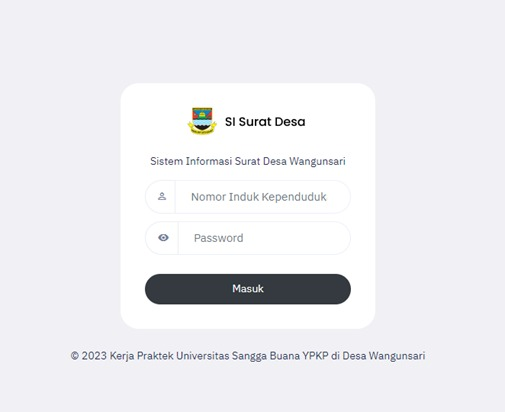 SI Surat Desa
Sistem Informasi Surat Desa Wangunsari
Nomor Induk Kependuduk
Password
Masuk
© 2023 Kerja Praktek Universitas Sangga Buana YPKP di Desa Wangunsari